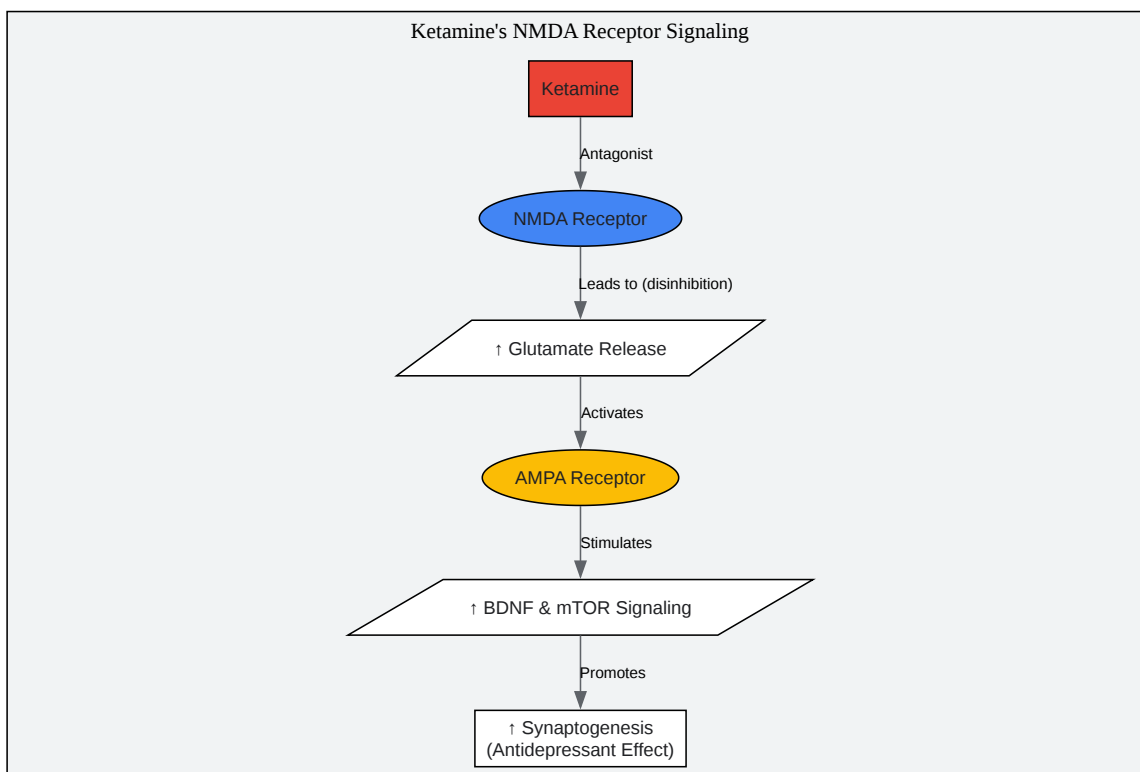 Ketamine's NMDA Receptor Signaling
Ketamine
Antagonist
NMDA Receptor
Leads to (disinhibition)
↑ Glutamate Release
Activates
AMPA Receptor
Stimulates
↑ BDNF & mTOR Signaling
Promotes
↑ Synaptogenesis
(Antidepressant Effect)